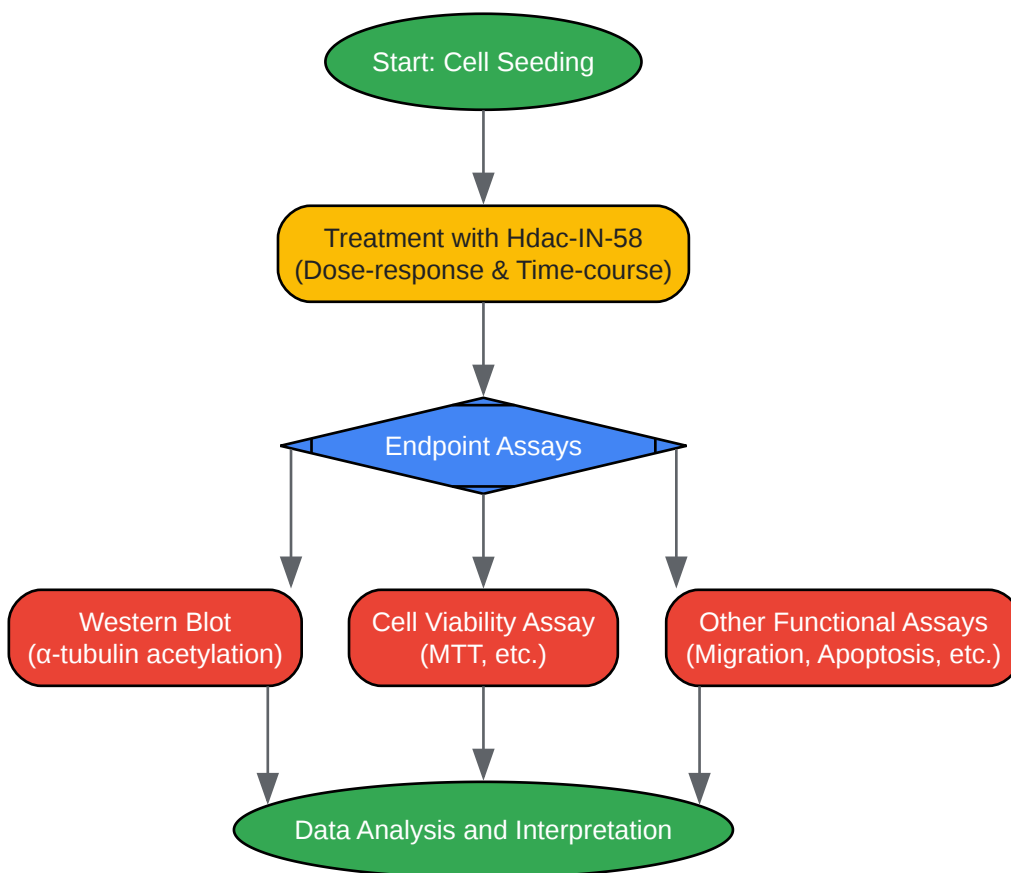 Start: Cell Seeding
Treatment with Hdac-IN-58
(Dose-response & Time-course)
Endpoint Assays
Western Blot
(α-tubulin acetylation)
Cell Viability Assay
(MTT, etc.)
Other Functional Assays
(Migration, Apoptosis, etc.)
Data Analysis and Interpretation